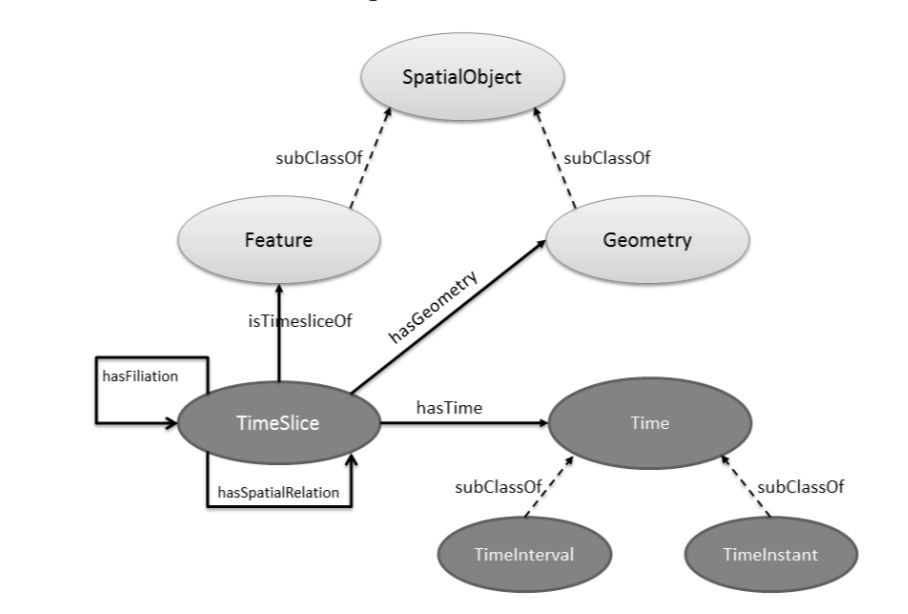 SpatialObject
subClassOf
subClassOf
Feature
Geometry
isTimesliceOf
hasGeometry
hasFiliation
TimeSlice
hasTime
Time
hasSpatialRelation
subClassOf
subClassOf
TimeInterval
TimeInstant